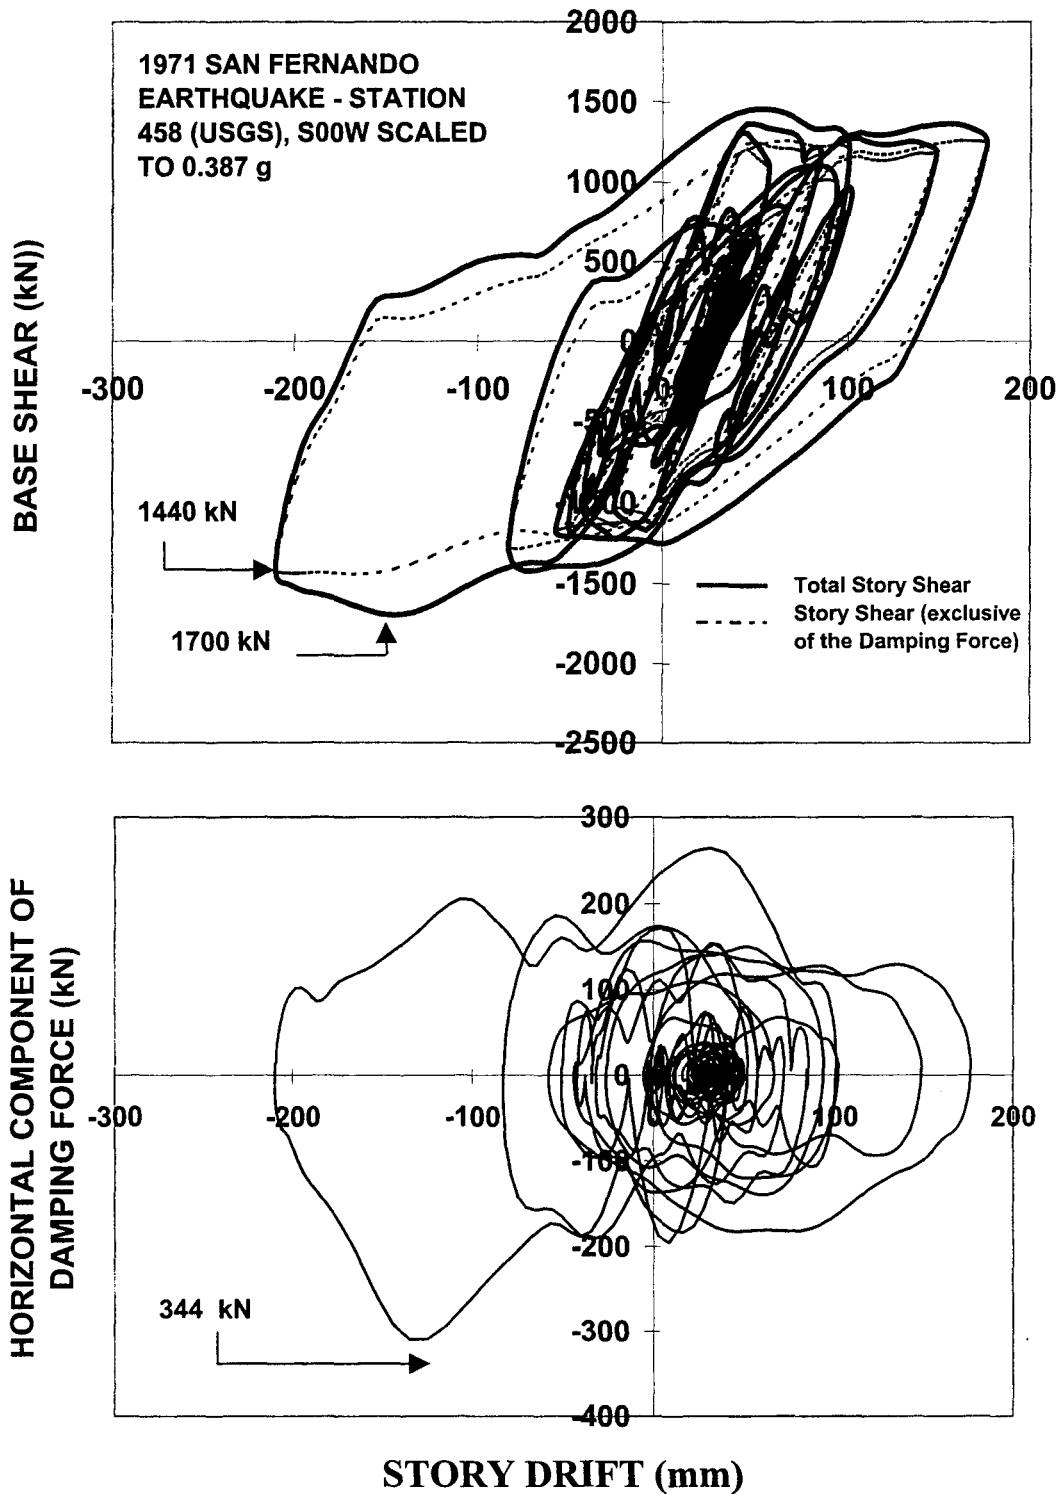 2000
1971 SAN FERNANDO
EARTHQUAKE - STATION
458 (USGS), S00W SCALED
TO 0.387 g
1500
1000
500
0
-300
-200
-100
0
100
200
1440 kN
-1500
Total Story Shear
Story Shear (exclusive
of the Damping Force)
1700 kN
-2000
-2500
BASE SHEAR (kN))
300
200
100
0
-300
-200
-100
0
100
200
-100
-200
344 kN
-300
-400
HORIZONTAL COMPONENT OF
DAMPING FORCE (kN)
STORY DRIFT (mm)